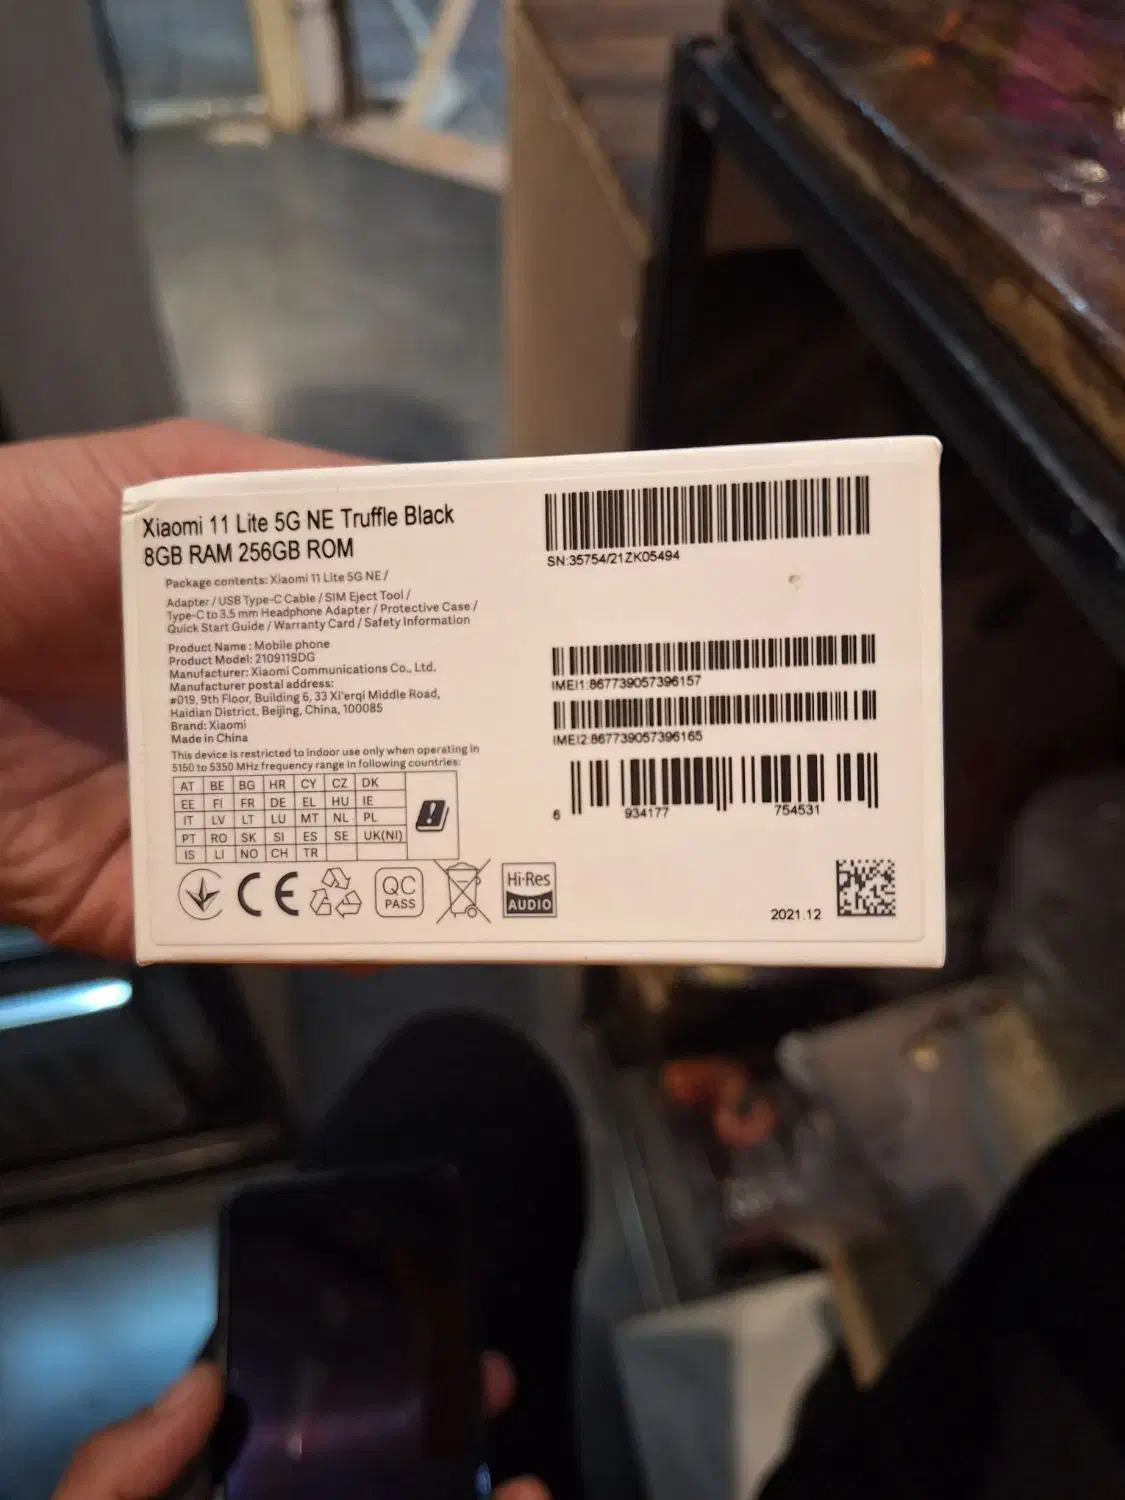 Xiaomi 11 Lite 5G NE Truffle Black
8GB RAM 256GB ROM
Package contents: Xiaomi 11 Lite 5G NE /
Adapter / USB Type-C Cable / SIM Eject Tool /
Type-C to 3.5 mm Headphone Adapter / Protective Case /
Quick Start Guide / Warranty Card / Safety Information
Product Name : Mobile phone
Product Model: 2109119DG
Manufacturer: Xiaomi Communications Co., Ltd.
Manufacturer postal address:
#019, 9th Floor, Building 6, 33 Xi'erqi Middle Road,
Haidian District, Beijing, China, 100085
Brand: Xiaomi
Made in China
This device is restricted to indoor use only when operating in
5150 to 5350 MHz frequency range in following countries:
AT BE BG HR CY CZ DK
EE FI FR DE EL HU IE
IT LV LT LU MT NL PL
PT RO SK SI ES SE UK(NI)
IS LI NO CH TR
CE
QC
PASS
Hi-Res
AUDIO
SN:35754/21ZK05494
IMEI1:867739057396157
IMEI2:867739057396165
6 934177 754531
2021.12